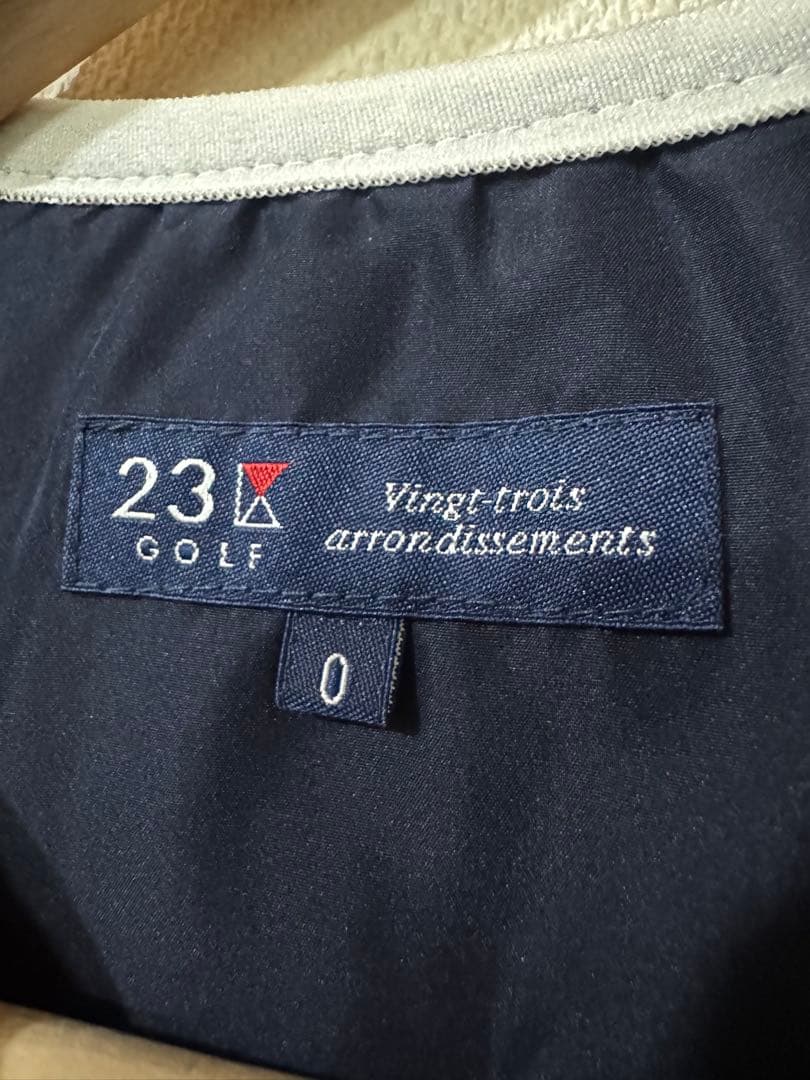 23
GOLF
Vingt-trois
arrondissements
0